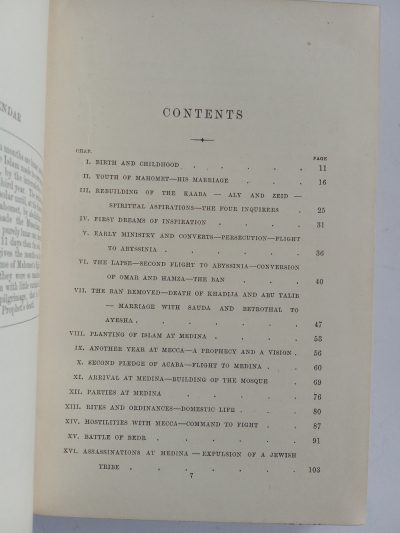 NDAR
CONTENTS
CHAP. PAGE
I. BIRTH AND CHILDHOOD . . . . . 11
II. YOUTH OF MAHOMET—HIS MARRIAGE . . . 16
III. REBUILDING OF THE KAABA — ALY AND ZEID —
SPIRITUAL ASPIRATIONS—THE FOUR INQUIRERS . 25
IV. FIRST DREAMS OF INSPIRATION . . . . 31
V. EARLY MINISTRY AND CONVERTS—PERSECUTION—FLIGHT
TO ABYSSINIA . . . . . . 36
VI. THE LAPSE—SECOND FLIGHT TO ABYSSINIA—CONVERSION
OF OMAR AND HAMZA—THE BAN . . . 40
VII. THE BAN REMOVED—DEATH OF KHADIJA AND ABU TALIB
— MARRIAGE WITH SAUDA AND BETROTHAL TO
AYESHA . . . . . . . 47
VIII. PLANTING OF ISLAM AT MEDINA . . . . 53
IX. ANOTHER YEAR AT MECCA—A PROPHECY AND A VISION . 56
X. SECOND PLEDGE OF ACABA—FLIGHT TO MEDINA . . 60
XI. ARRIVAL AT MEDINA—BUILDING OF THE MOSQUE . 69
XII. PARTIES AT MEDINA . . . . . 76
XIII. RITES AND ORDINANCES—DOMESTIC LIFE . . . 80
XIV. HOSTILITIES WITH MECCA—COMMAND TO FIGHT . . 87
XV. BATTLE OF BEDR . . . . . . 91
XVI. ASSASSINATIONS AT MEDINA — EXPULSION OF A JEWISH
TRIBE . . . . . . . 103
7